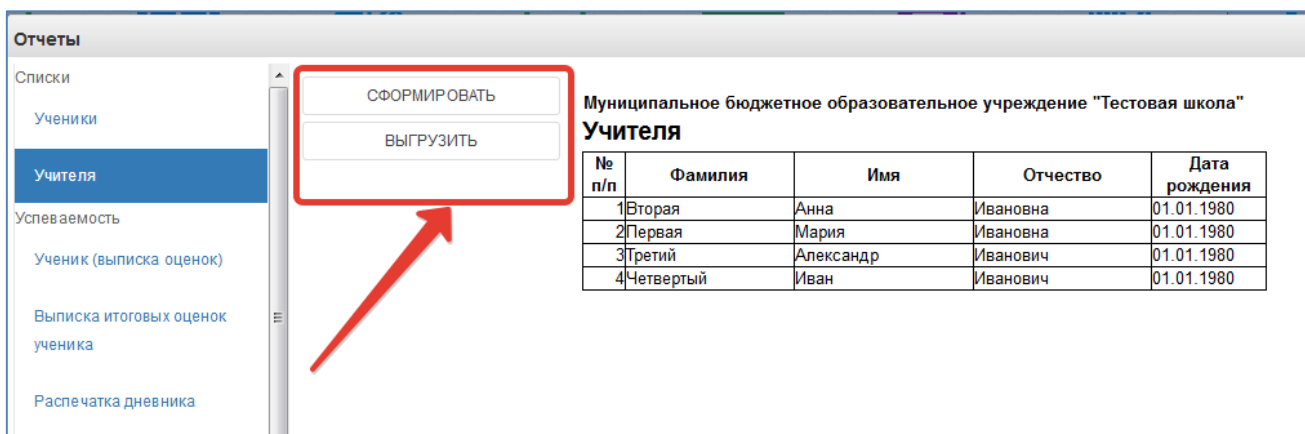 Отчеты
Списки
Ученики
Учителя
Успеваемость
Ученик (выписка оценок)
Выписка итоговых оценок
ученика
Распечатка дневника
СФОРМИРОВАТЬ
ВЫГРУЗИТЬ
Муниципальное бюджетное образовательное учреждение "Тестовая школа"
Учителя
№ п/п Фамилия Имя Отчество Дата рождения
1 Вторая Анна Ивановна 01.01.1980
2 Первая Мария Ивановна 01.01.1980
3 Третий Александр Иванович 01.01.1980
4 Четвертый Иван Иванович 01.01.1980